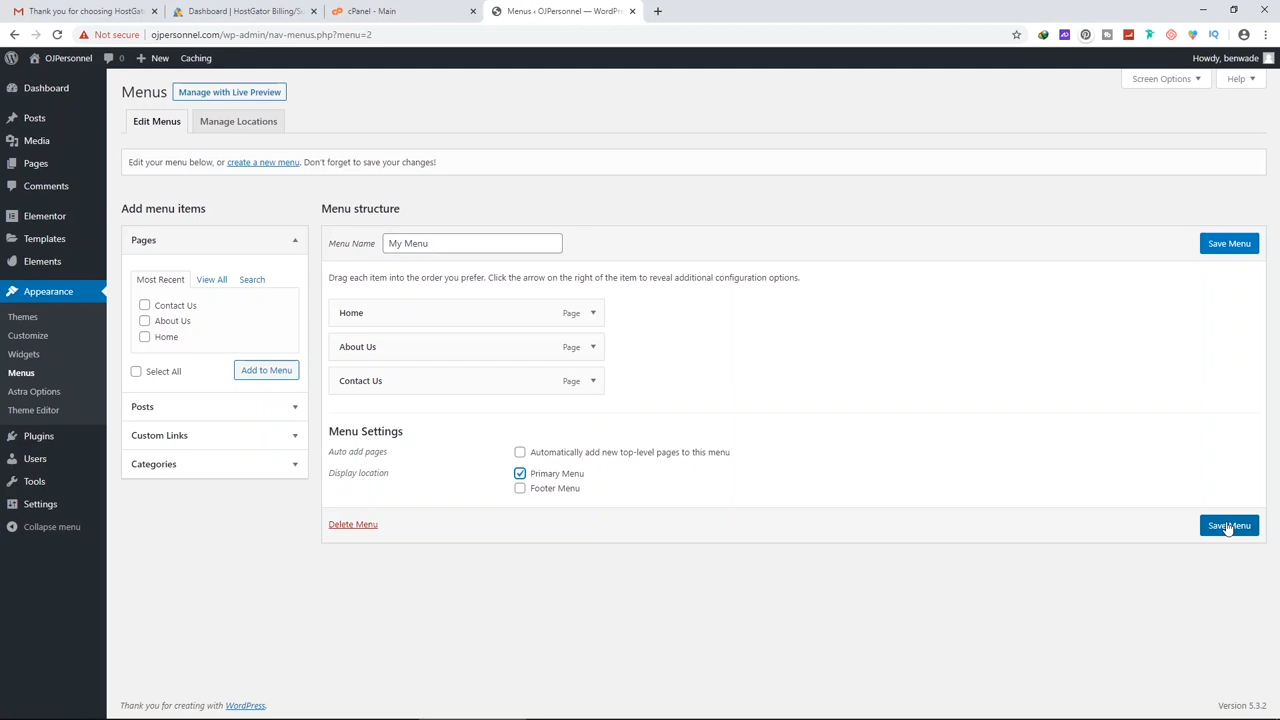 Thank you for choosing HostGat
Dashboard | HostGator Billing/Su
cPanel - Main
Menus ‹ OJPersonnel — WordPre
Not secure
ojpersonnel.com/wp-admin/nav-menus.php?menu=2
OJPersonnel
0
New
Caching
Howdy, benwade
Dashboard
Posts
Media
Pages
Comments
Elementor
Templates
Elements
Appearance
Themes
Customize
Widgets
Menus
Astra Options
Theme Editor
Plugins
Users
Tools
Settings
Collapse menu
Screen Options
Help
Menus
Manage with Live Preview
Edit Menus
Manage Locations
Edit your menu below, or create a new menu. Don't forget to save your changes!
Add menu items
Pages
Most Recent
View All
Search
Contact Us
About Us
Home
Select All
Add to Menu
Posts
Custom Links
Categories
Menu structure
Menu Name
My Menu
Save Menu
Drag each item into the order you prefer. Click the arrow on the right of the item to reveal additional configuration options.
Home
Page
About Us
Page
Contact Us
Page
Menu Settings
Auto add pages
Automatically add new top-level pages to this menu
Display location
Primary Menu
Footer Menu
Delete Menu
Save Menu
Thank you for creating with WordPress.
Version 5.3.2